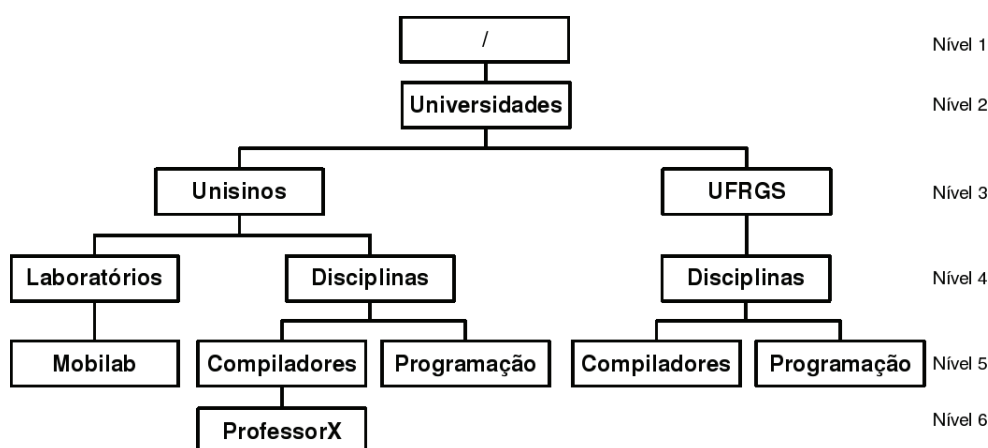 /
Nível 1
Universidades
Nível 2
Unisinos
UFRGS
Nível 3
Laboratórios
Disciplinas
Disciplinas
Nível 4
Mobilab
Compiladores
Programação
Compiladores
Programação
Nível 5
ProfessorX
Nível 6